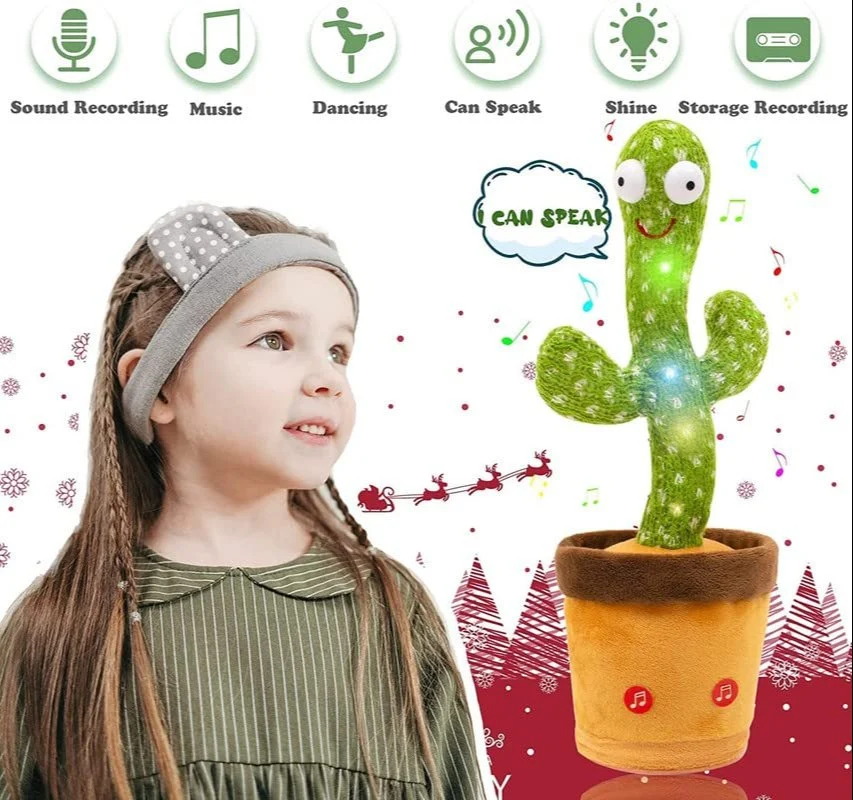 Sound Recording
Music
Dancing
Can Speak
Shine
Storage Recording
I CAN SPEAK